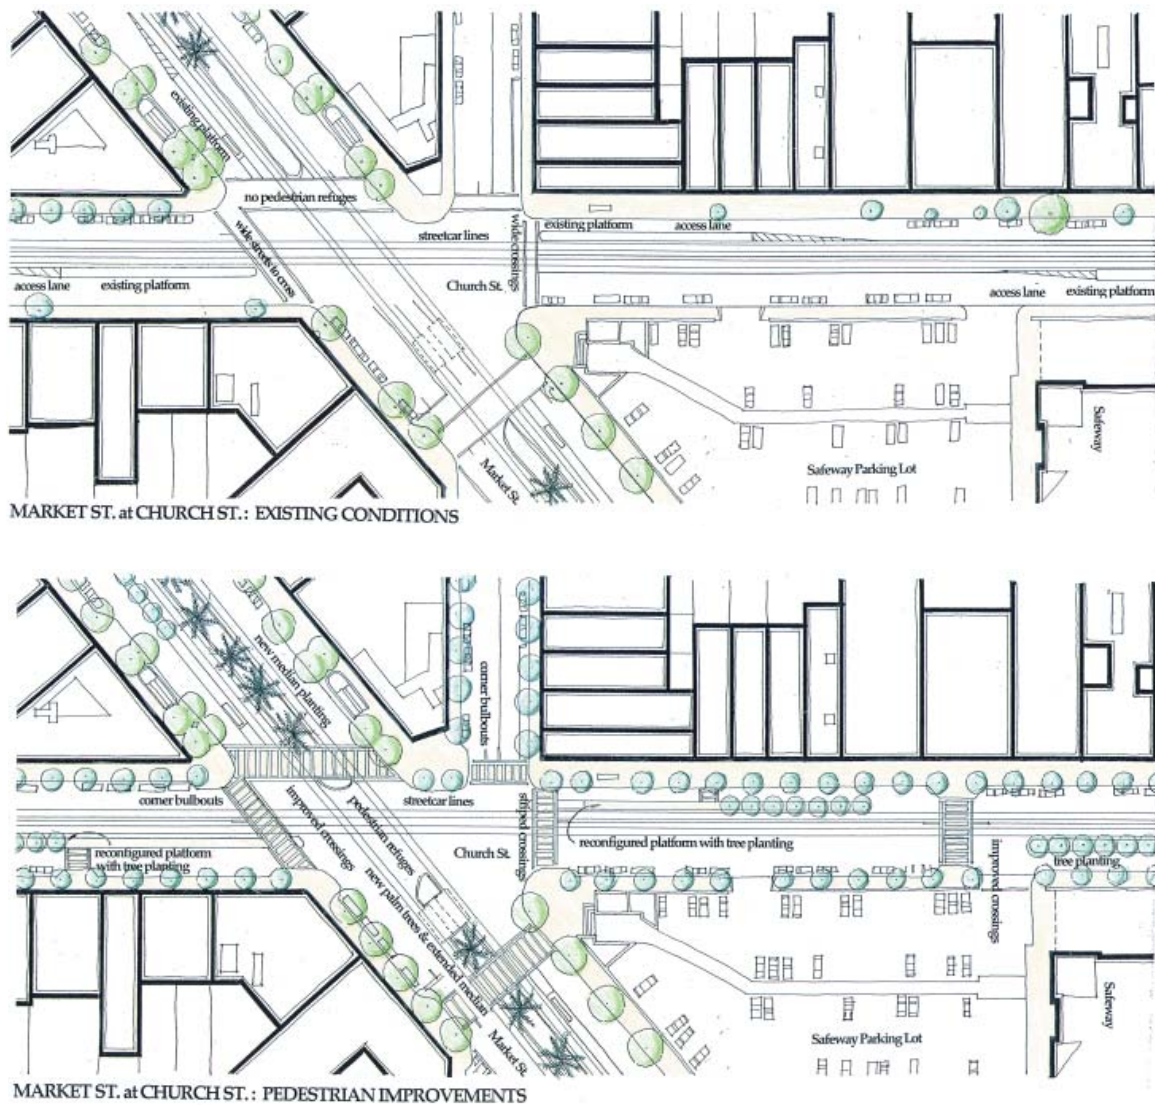 existing platform
no pedestrian refuges
wide streets to cross
streetcar lines
wide crossings
existing platform
access lane
access lane
existing platform
Church St.
access lane
existing platform
Market St.
Safeway Parking Lot
Safeway
MARKET ST. at CHURCH ST.: EXISTING CONDITIONS
new median planting
corner bulbouts
corner bulbouts
improved crossings
pedestrian refuges
streetcar lines
striped crossings
reconfigured platform
with tree planting
Church St.
reconfigured platform with tree planting
improved crossings
tree planting
new palm trees & extended median
Market St.
Safeway Parking Lot
Safeway
MARKET ST. at CHURCH ST.: PEDESTRIAN IMPROVEMENTS